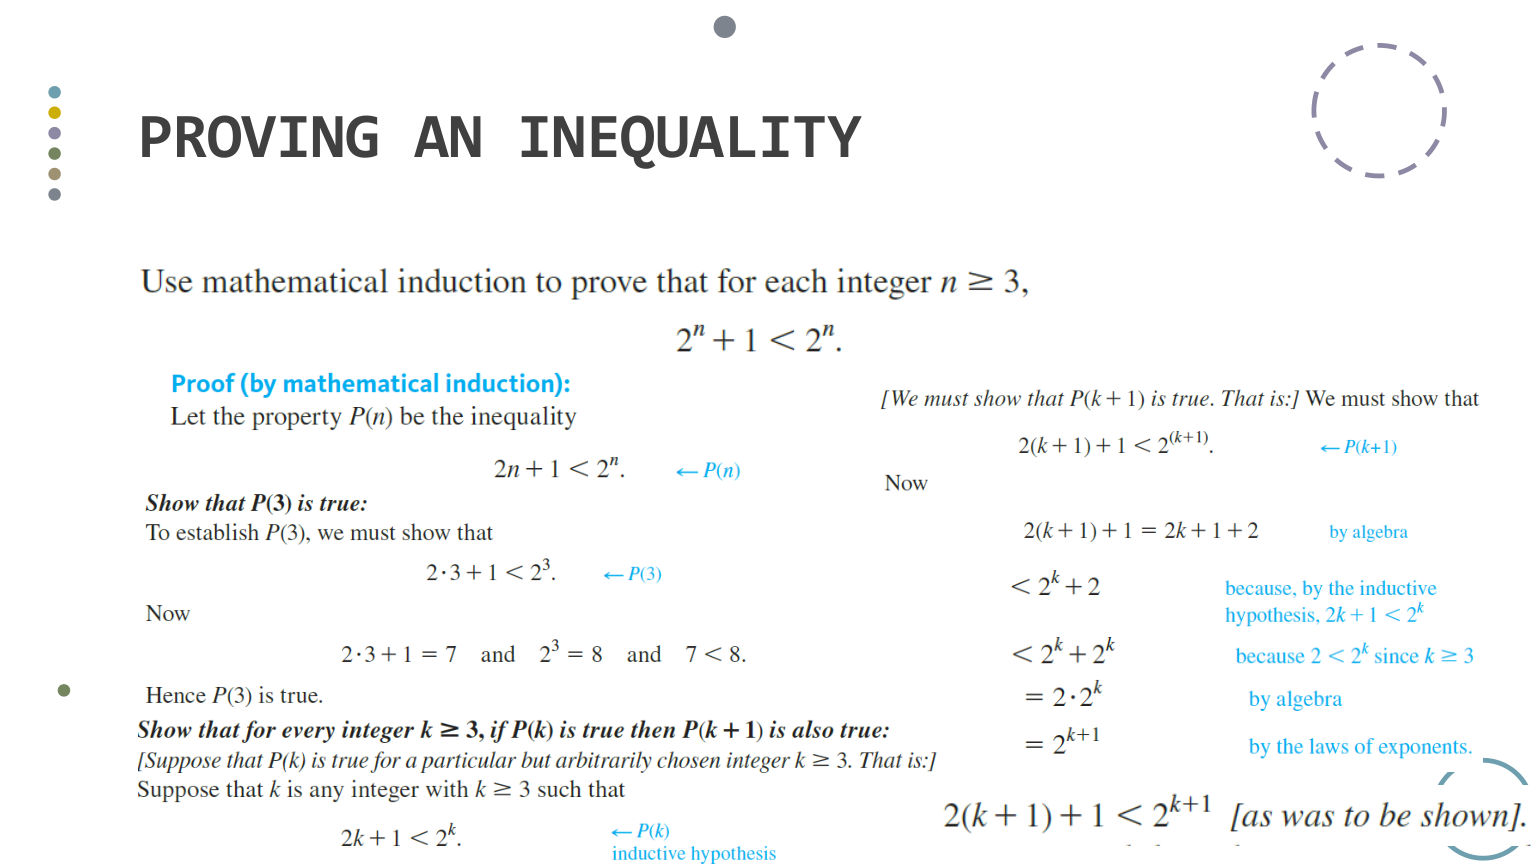 PROVING AN INEQUALITY
Use mathematical induction to prove that for each integer n ≥ 3,
2ⁿ + 1 < 2ⁿ.
Proof (by mathematical induction):
Let the property P(n) be the inequality
2n + 1 < 2ⁿ. ← P(n)
Show that P(3) is true:
To establish P(3), we must show that
2·3 + 1 < 2³. ← P(3)
Now
2·3 + 1 = 7 and 2³ = 8 and 7 < 8.
Hence P(3) is true.
Show that for every integer k ≥ 3, if P(k) is true then P(k + 1) is also true:
[Suppose that P(k) is true for a particular but arbitrarily chosen integer k ≥ 3. That is:]
Suppose that k is any integer with k ≥ 3 such that
2k + 1 < 2ᵏ. ← P(k)
inductive hypothesis
[We must show that P(k + 1) is true. That is:] We must show that
2(k + 1) + 1 < 2⁽ᵏ⁺¹⁾. ← P(k+1)
Now
2(k + 1) + 1 = 2k + 1 + 2 by algebra
< 2ᵏ + 2 because, by the inductive
hypothesis, 2k + 1 < 2ᵏ
< 2ᵏ + 2ᵏ because 2 < 2ᵏ since k ≥ 3
= 2·2ᵏ by algebra
= 2ᵏ⁺¹ by the laws of exponents.
2(k + 1) + 1 < 2ᵏ⁺¹ [as was to be shown].